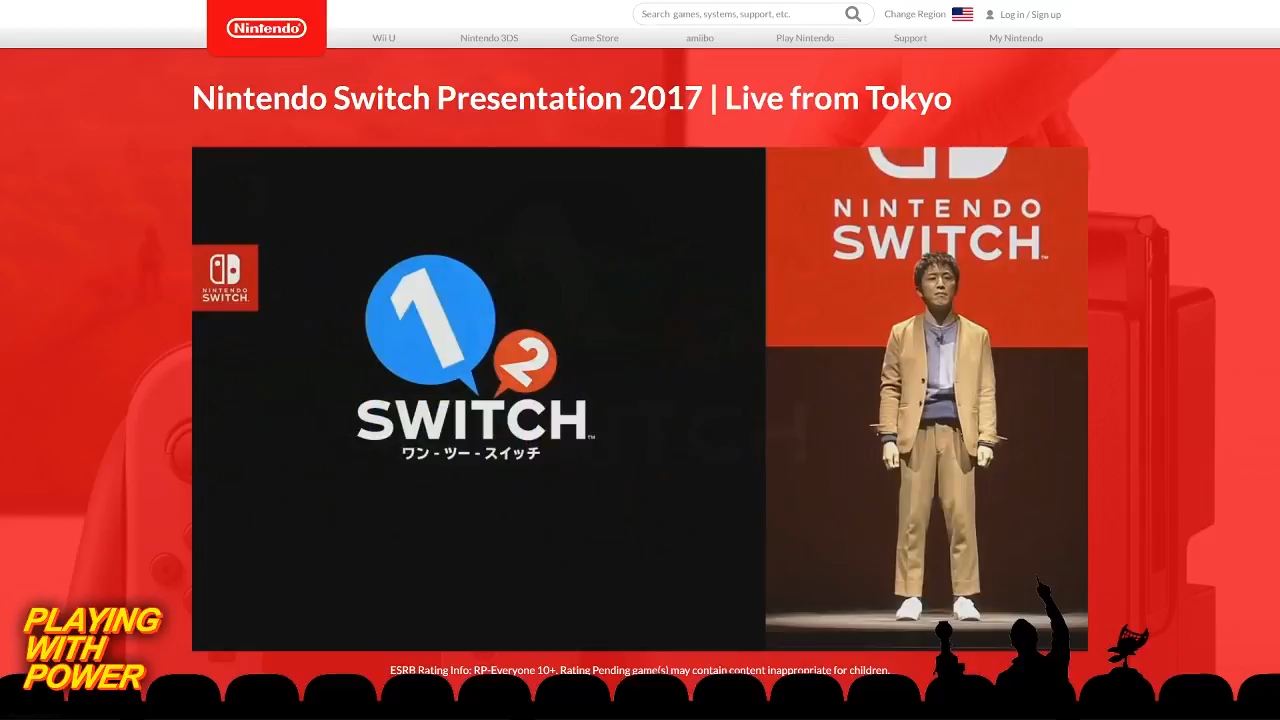 Nintendo
Search games, systems, support, etc.
Change Region
Log in / Sign up
Wii U
Nintendo 3DS
Game Store
amiibo
Play Nintendo
Support
My Nintendo
Nintendo Switch Presentation 2017 | Live from Tokyo
NINTENDO
SWITCH.
1
2
SWITCH™
ワン - ツー - スイッチ
NINTENDO
SWITCH™
PLAYING
WITH
POWER
ESRB Rating Info: RP-Everyone 10+. Rating Pending game(s) may contain content inappropriate for children.